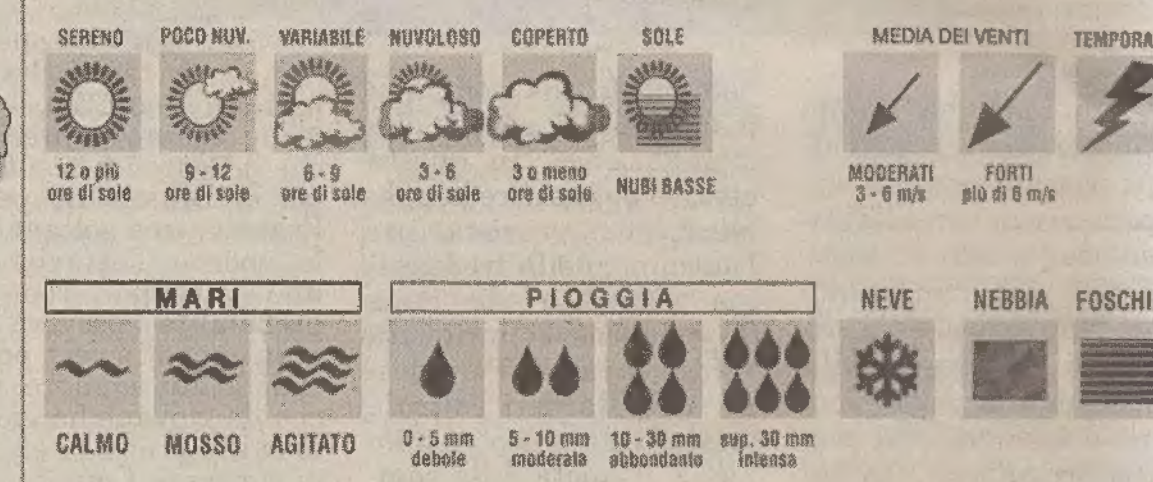 SERENO POCO NUV. VARIABILE NUVOLOSO COPERTO SOLE MEDIA DEI VENTI TEMPORA
12 o più 9 - 12 6 - 9 3 - 6 3 o meno NUBI BASSE MODERATI FORTI
ore di sole ore di sole ore di sole ore di sole ore di sole 3 - 6 m/s più di 6 m/s
MARI PIOGGIA NEVE NEBBIA FOSCHI
CALMO MOSSO AGITATO 0 - 5 mm 5 - 10 mm 10 - 30 mm sup. 30 mm
debole moderata abbondante intensa